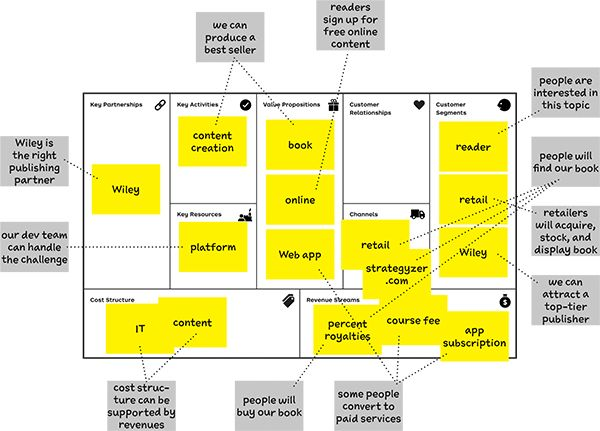 readers
sign up for
free online
content
we can
produce a
best seller
people are
interested in
this topic
Key Partnerships
Key Activities
Value Propositions
Customer
Relationships
Customer
Segments
content
creation
book
reader
Wiley is
the right
publishing
partner
people will
find our book
Wiley
online
retail
retailers
will acquire,
stock, and
display book
Key Resources
Channels
our dev team
can handle
the challenge
platform
Web app
retail
strategyzer
.com
Wiley
we can
attract a
top-tier
publisher
Cost Structure
Revenue Streams
IT
content
percent
royalties
course fee
app
subscription
cost struc-
ture can be
supported by
revenues
people will
buy our book
some people
convert to
paid services